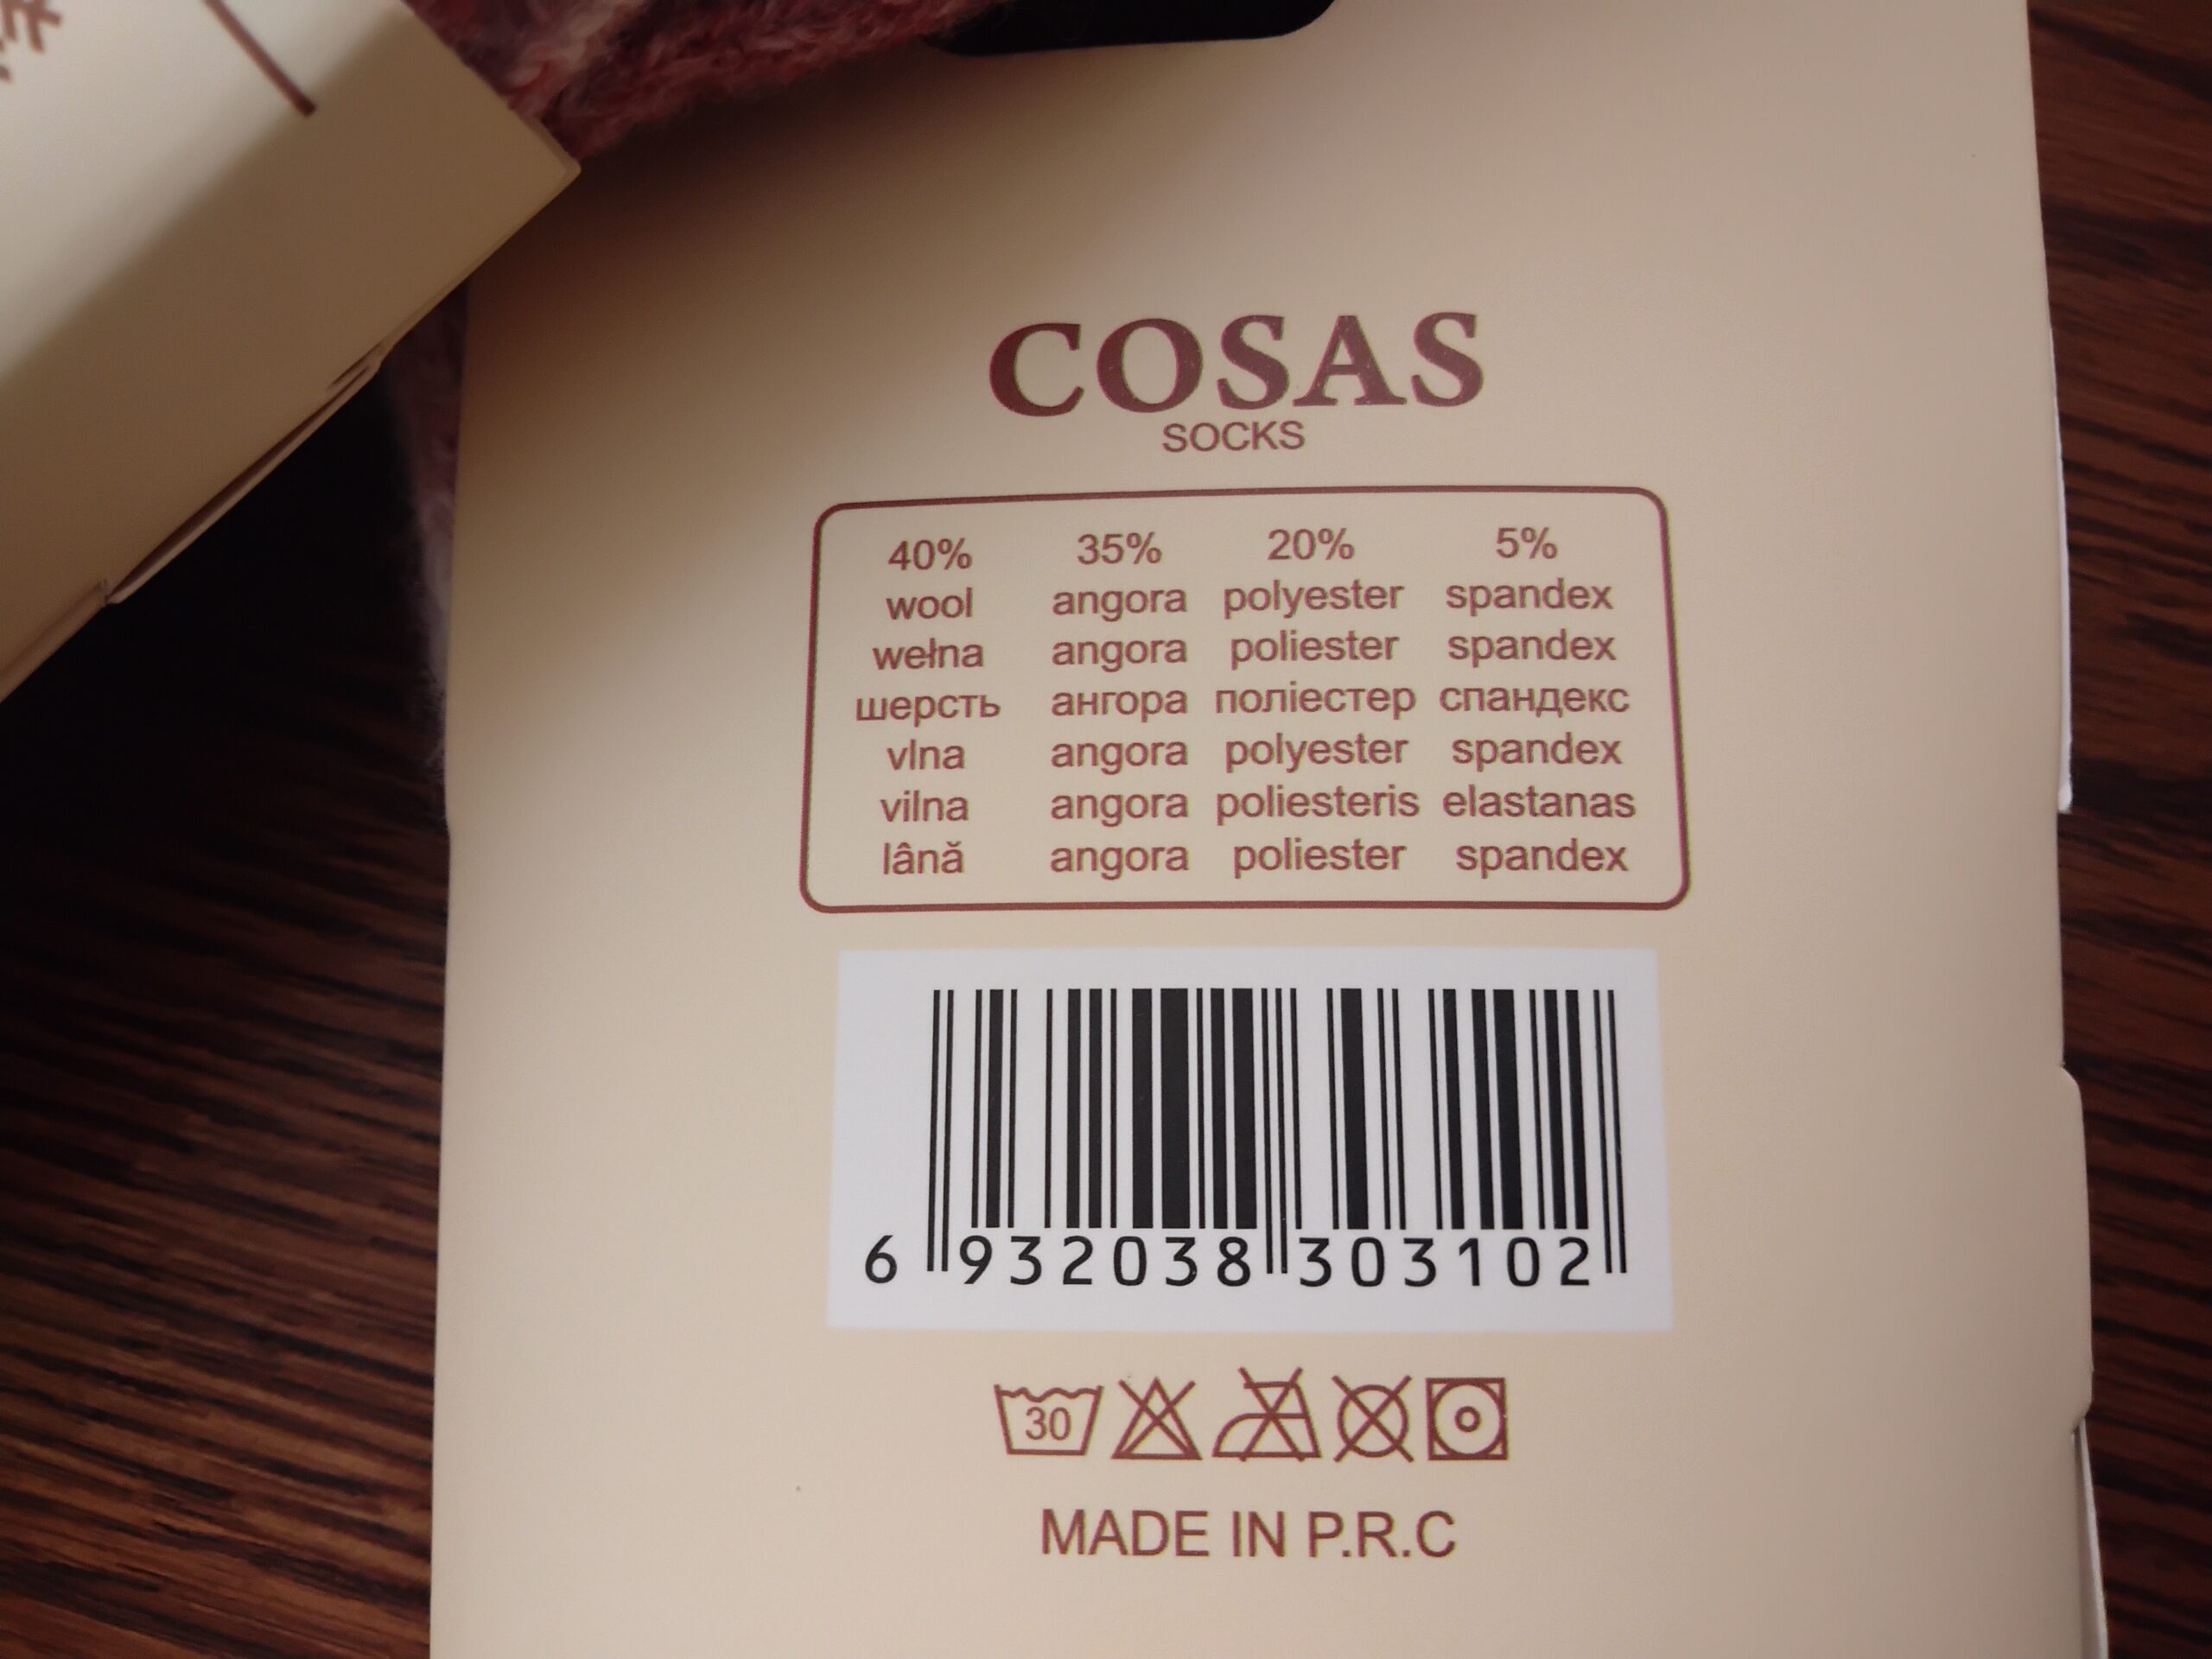 COSAS
SOCKS
40% 35% 20% 5%
wool angora polyester spandex
wełna angora poliester spandex
шерсть ангора поліестер спандекс
vlna angora polyester spandex
vilna angora poliesteris elastanas
lână angora poliester spandex
6 932038 303102
30
MADE IN P.R.C